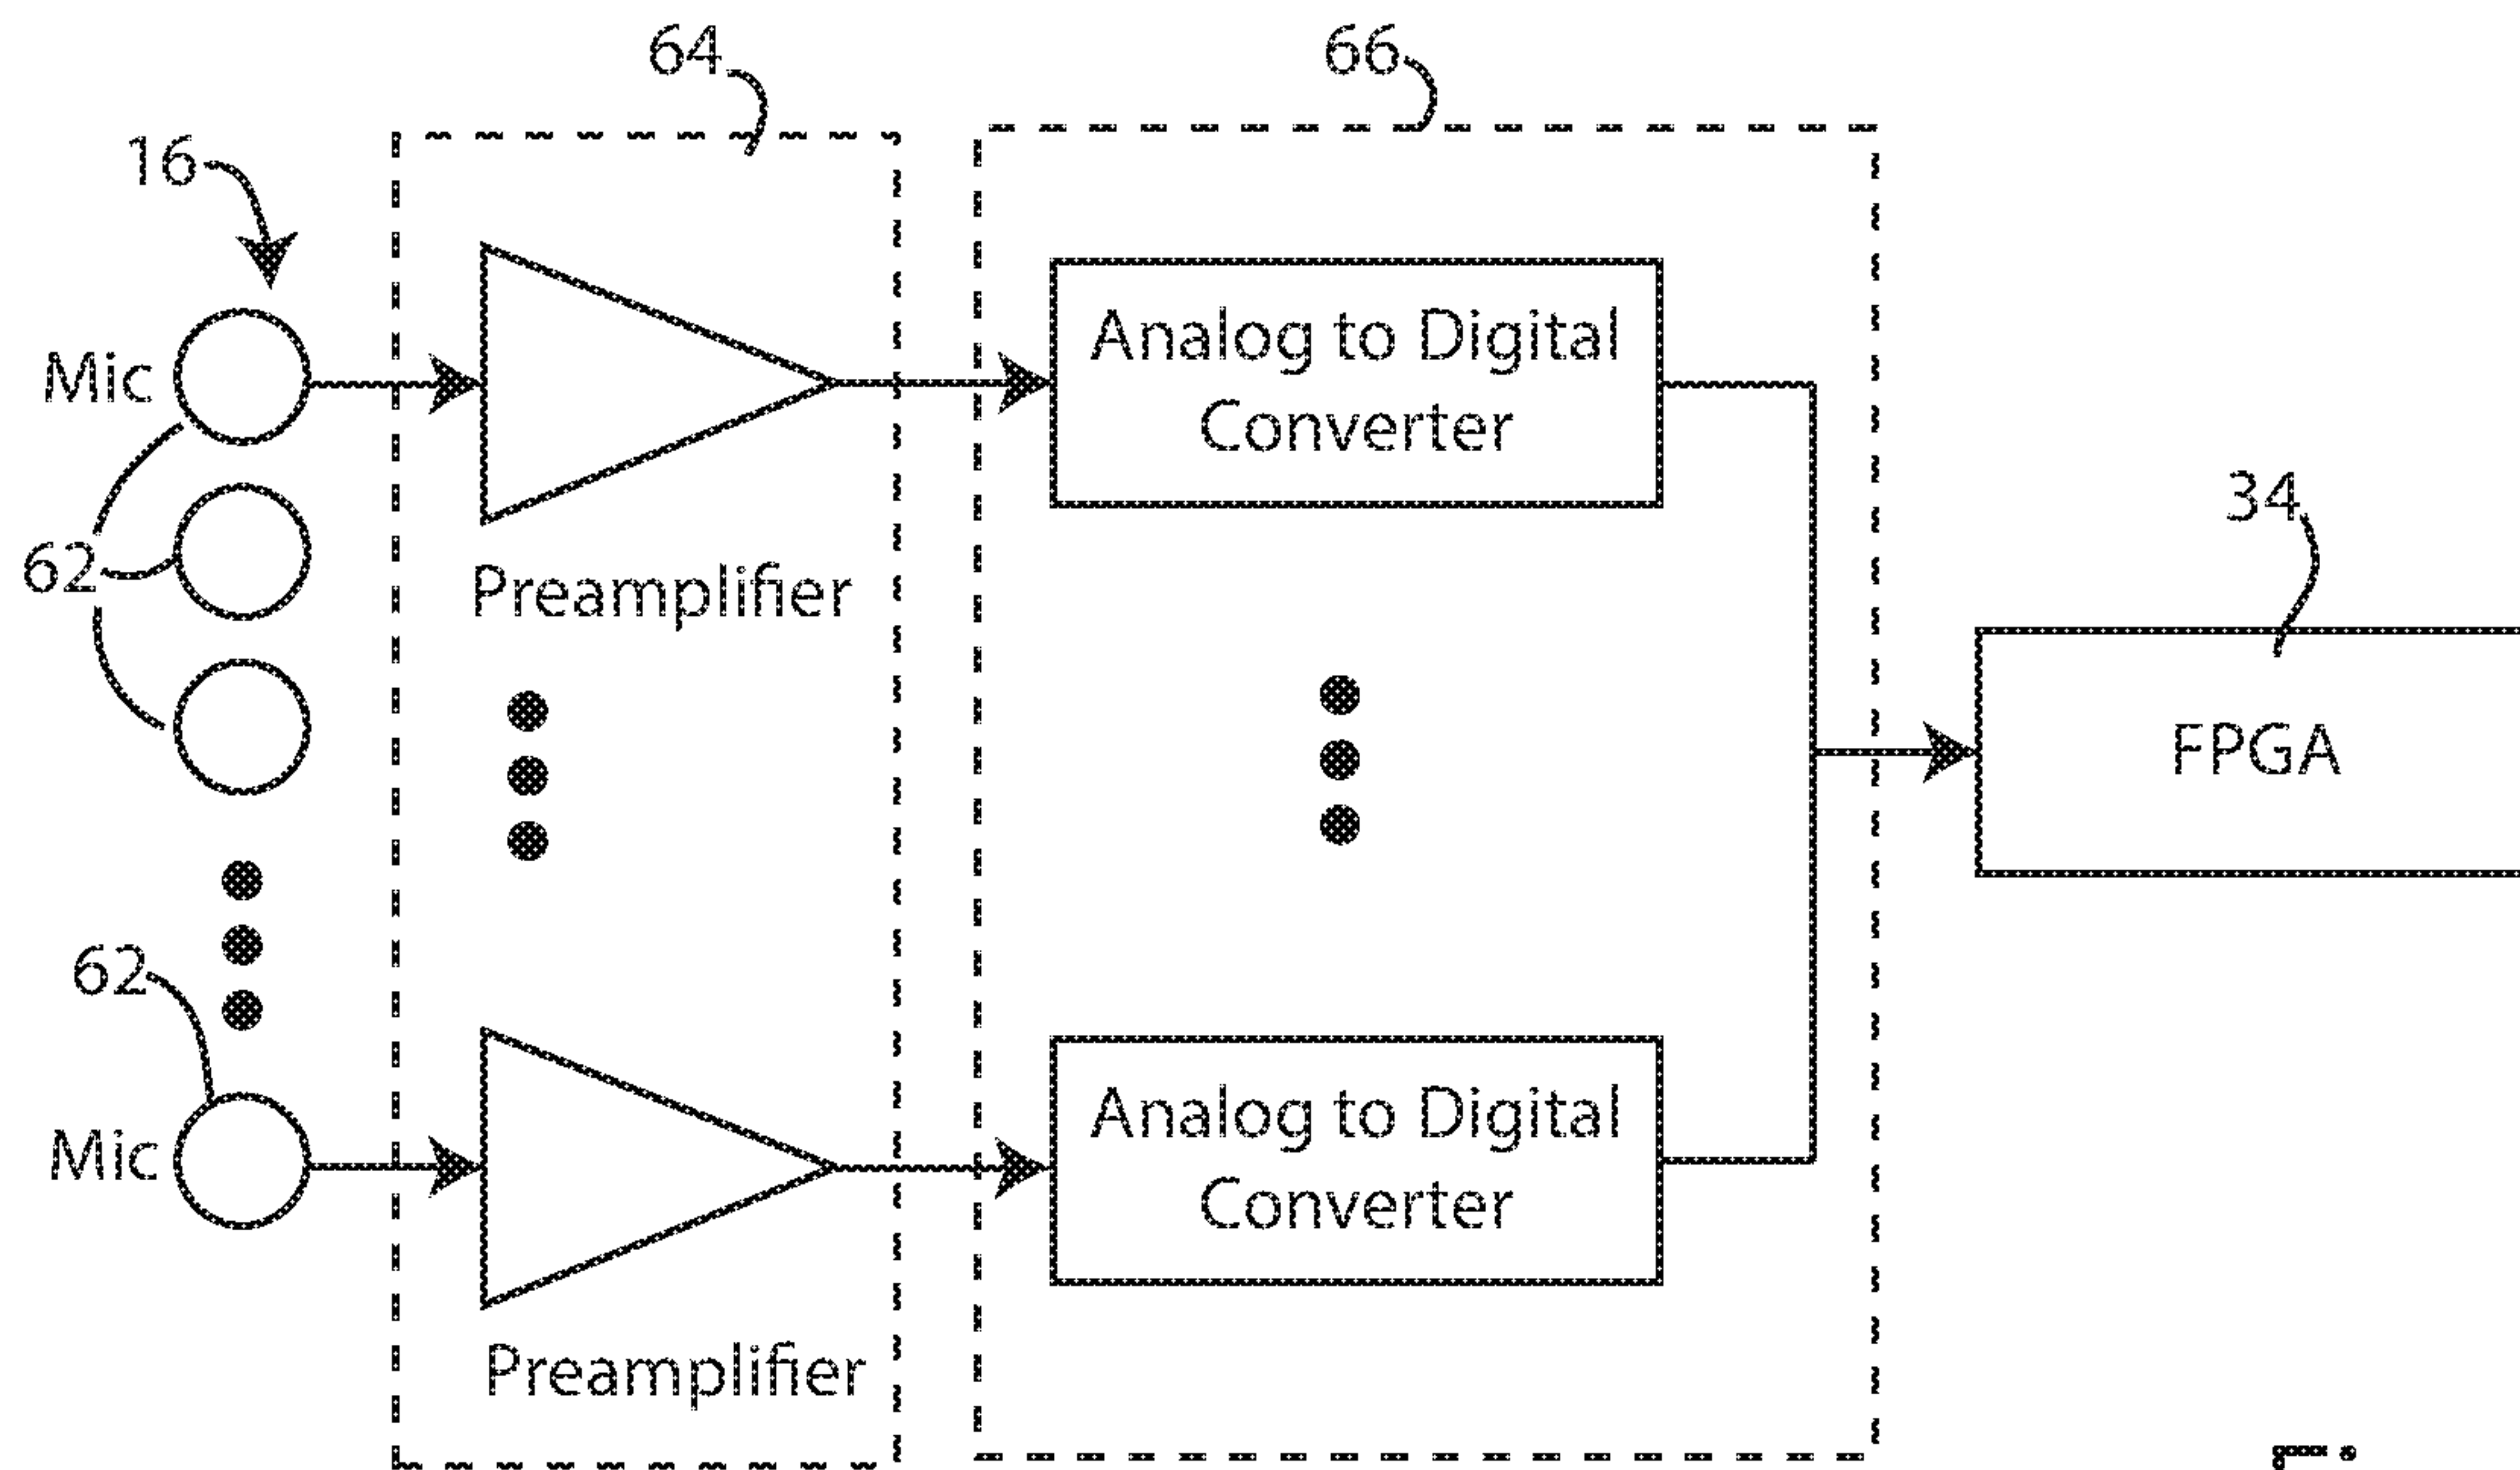 64
66
16
Analog to Digital
Converter
Mic
34
62
Preamplifier
FPGA
62
Analog to Digital
Converter
Mic
Preamplifier